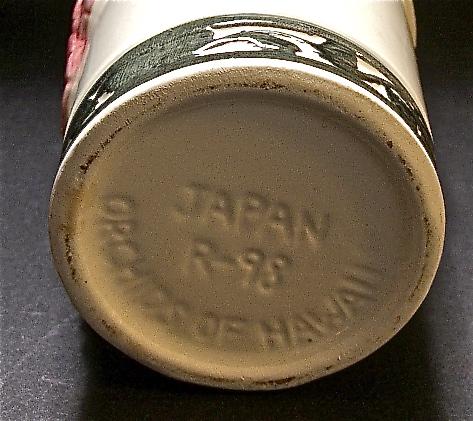 JAPAN
R-98
ORCHIDS OF HAWAII